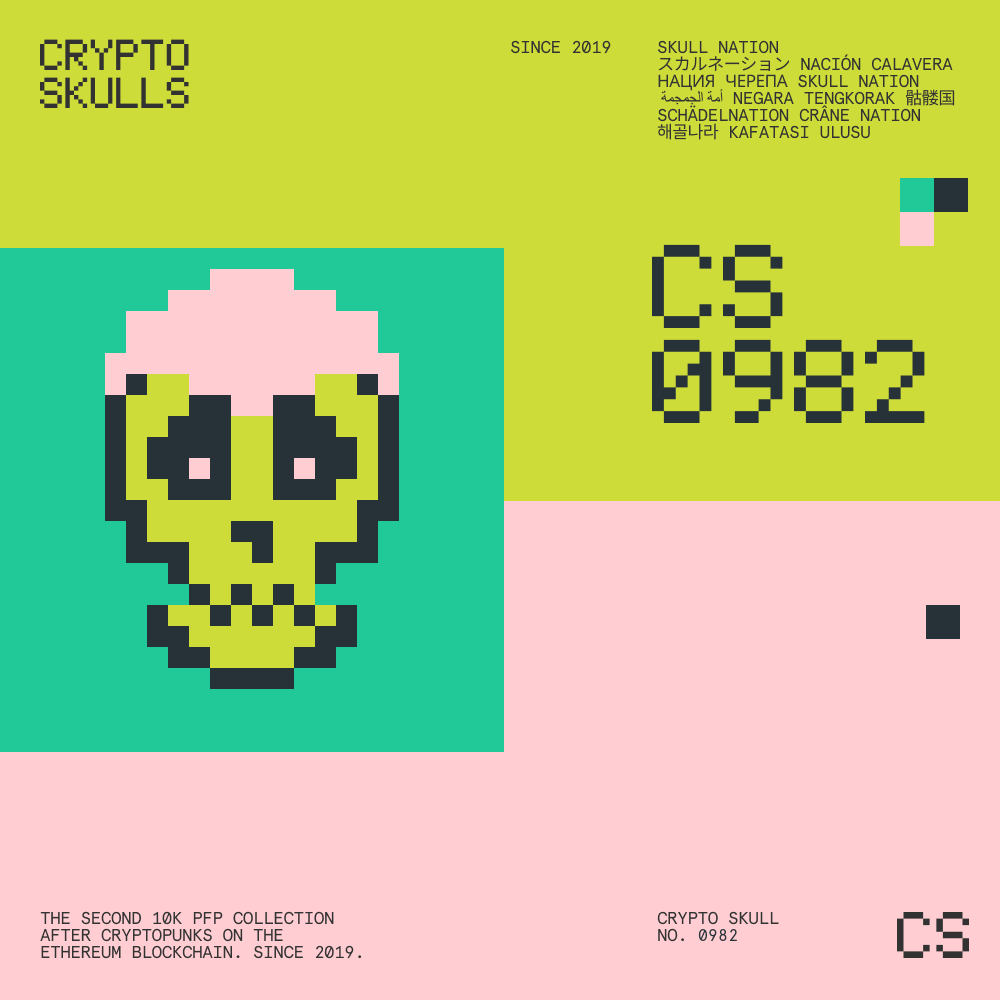 CRYPTO
SKULLS
SINCE 2019
SKULL NATION
スカルネーション NACIÓN CALAVERA
НАЦИЯ ЧЕРЕПА SKULL NATION
أمة الجمجمة NEGARA TENGKORAK 骷髅国
SCHÄDELNATION CRÂNE NATION
해골나라 KAFATASI ULUSU
CS
0982
THE SECOND 10K PFP COLLECTION
AFTER CRYPTOPUNKS ON THE
ETHEREUM BLOCKCHAIN. SINCE 2019.
CRYPTO SKULL
NO. 0982
CS